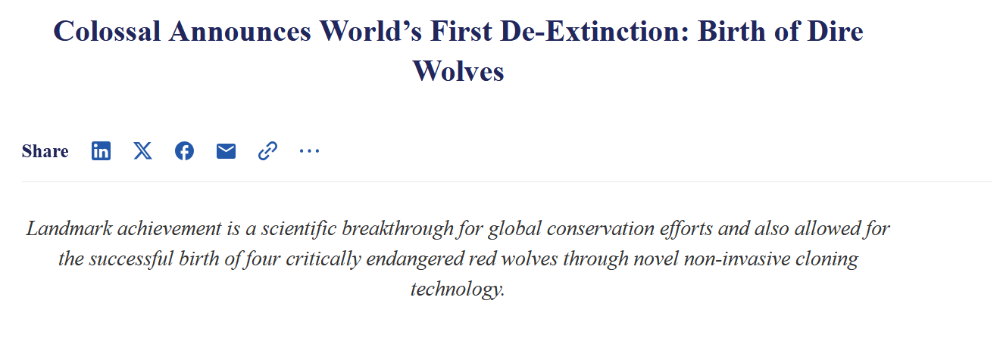 Colossal Announces World’s First De-Extinction: Birth of Dire
Wolves
Share
Landmark achievement is a scientific breakthrough for global conservation efforts and also allowed for
the successful birth of four critically endangered red wolves through novel non-invasive cloning
technology.